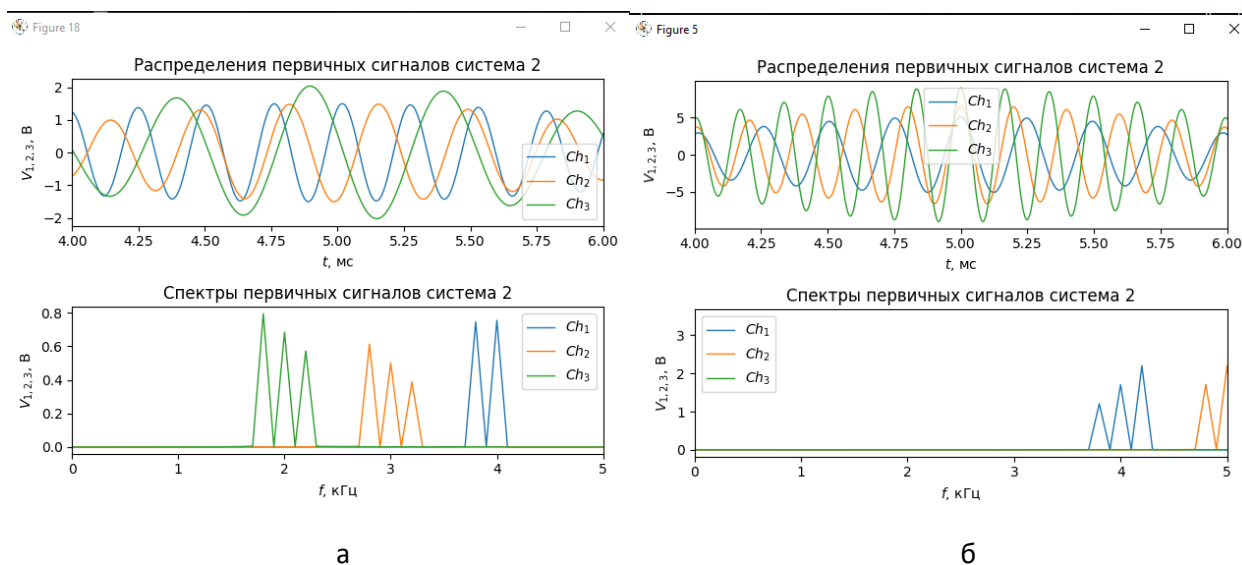 Figure 18
Распределения первичных сигналов система 2
V1, 2, 3, В
2
1
0
−1
−2
Ch1
Ch2
Ch3
4.00 4.25 4.50 4.75 5.00 5.25 5.50 5.75 6.00
t, мс
Спектры первичных сигналов система 2
V1, 2, 3, В
0.8
0.6
0.4
0.2
0.0
Ch1
Ch2
Ch3
0 1 2 3 4 5
f, кГц
а
Figure 5
Распределения первичных сигналов система 2
V1, 2, 3, В
5
0
−5
Ch1
Ch2
Ch3
4.00 4.25 4.50 4.75 5.00 5.25 5.50 5.75 6.00
t, мс
Спектры первичных сигналов система 2
V1, 2, 3, В
3
2
1
0
Ch1
Ch2
Ch3
0 1 2 3 4 5
f, кГц
б